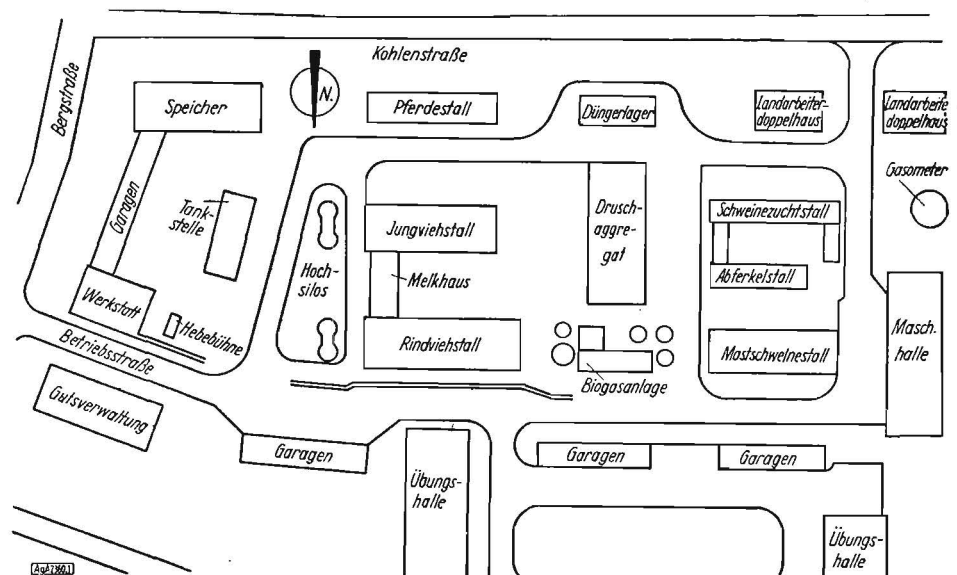 Kohlenstraße
Bergstraße
Speicher
N.
Pferdestall
Düngerlager
Landarbeiter-
doppelhaus
Landarbeite
doppelhaus
Gasometer
Garagen
Tank-
stelle
Jungviehstall
Drusch-
aggre-
gat
Schweinezuchtstall
Hoch-
silos
Melkhaus
Abferkelstall
Werkstatt
Hebebühne
Rindviehstall
Mastschweinestall
Masch.
halle
Betriebsstraße
Biogasanlage
Gutsverwaltung
Garagen
Garagen
Garagen
Übungs-
halle
Übungs-
halle